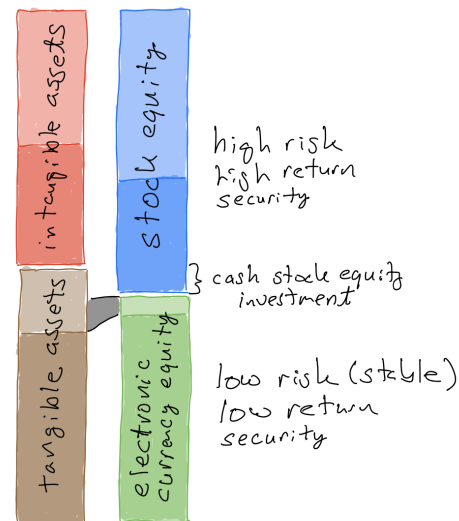 intangible assets
stock equity
high risk
high return
security
} cash stock equity
investment
tangible assets
electronic
currency equity
low risk (stable)
low return
security